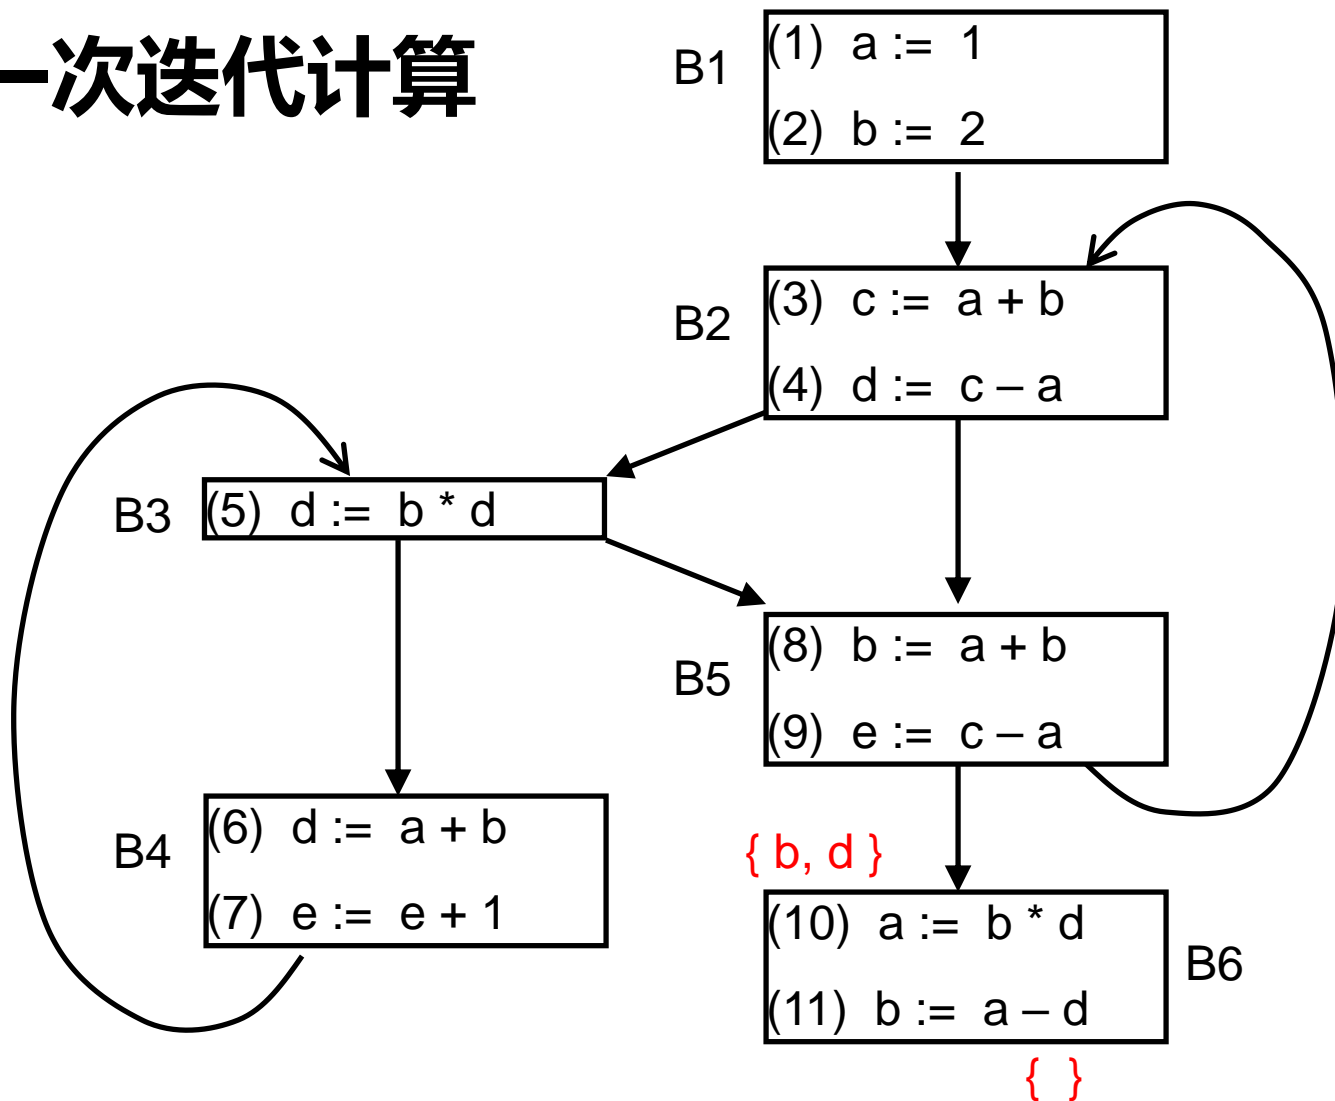 一次迭代计算
B1
(1) a := 1
(2) b := 2
B2
(3) c := a + b
(4) d := c – a
B3
(5) d := b * d
B5
(8) b := a + b
(9) e := c – a
B4
(6) d := a + b
(7) e := e + 1
{ b, d }
(10) a := b * d
(11) b := a – d
B6
{ }